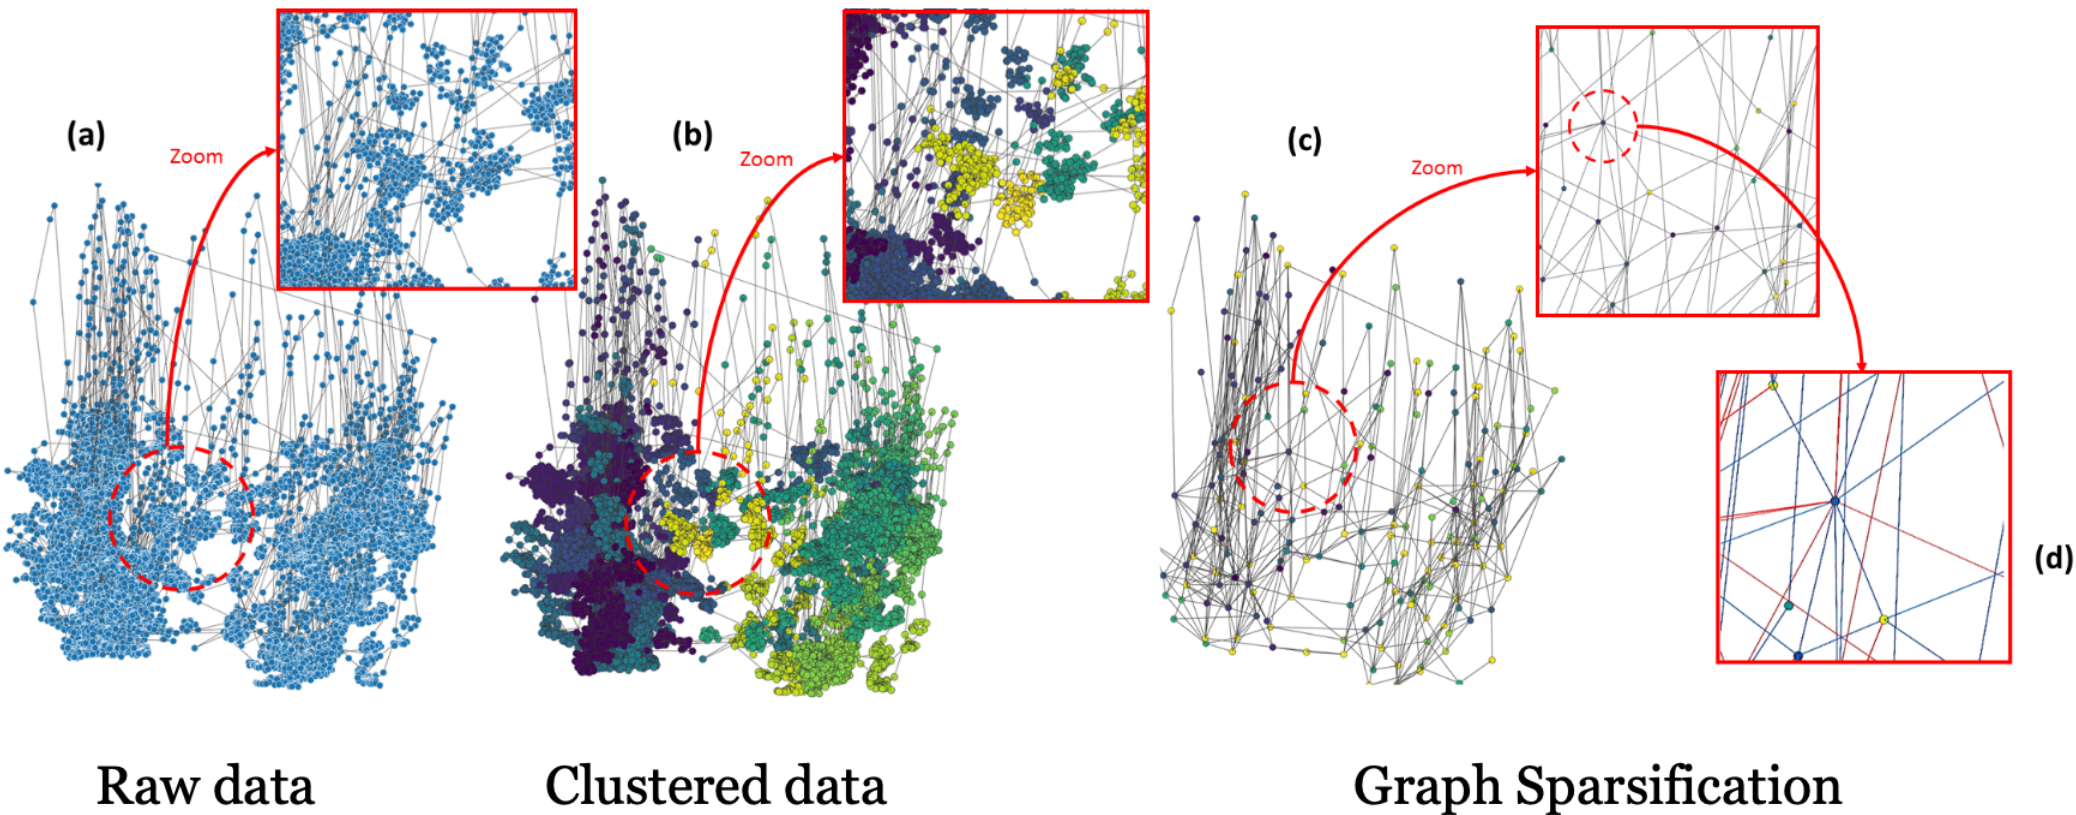 (a)
Zoom
(b)
Zoom
(c)
Zoom
(d)
Raw data
Clustered data
Graph Sparsification